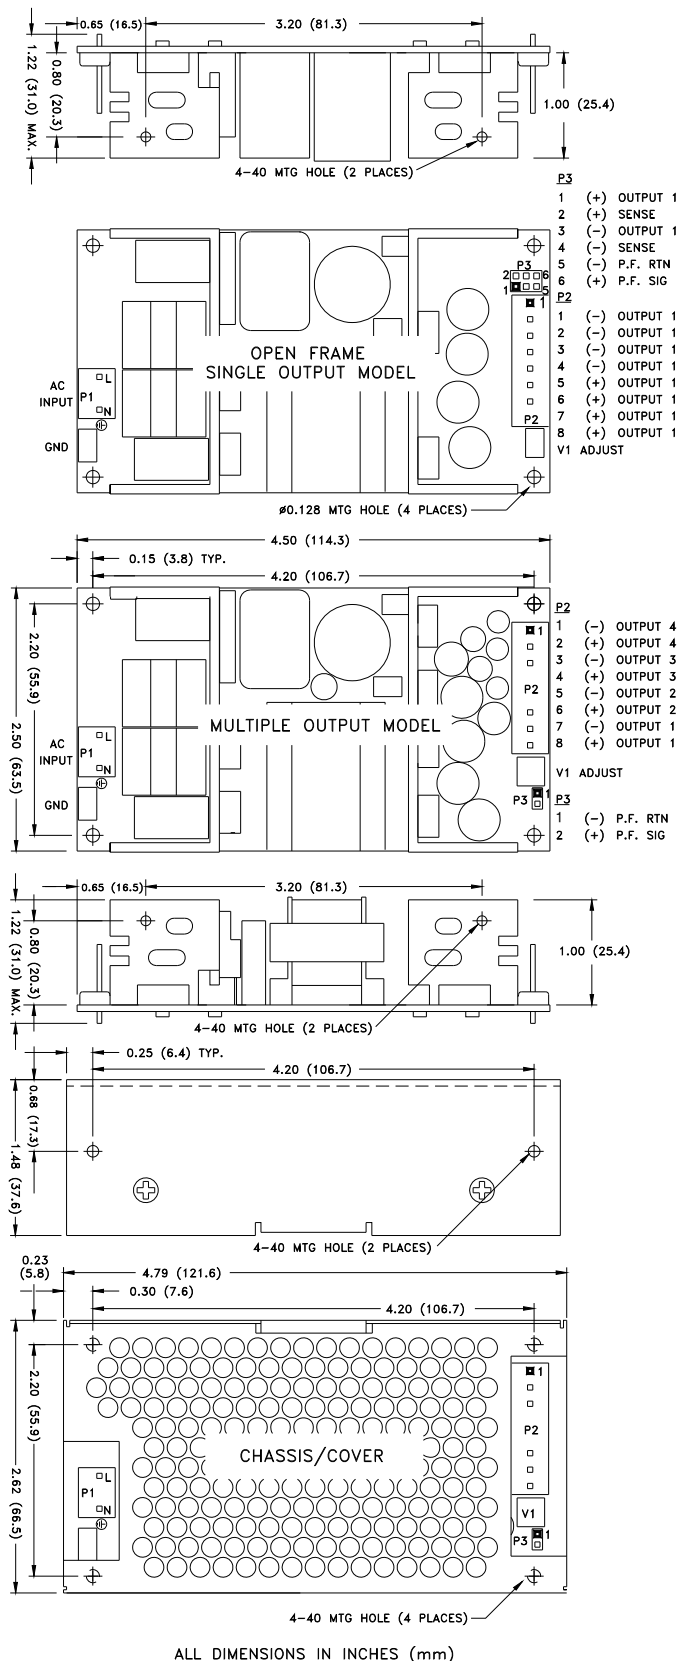 0.65 (16.5)
3.20 (81.3)
1.22 (31.0) MAX.
0.80 (20.3)
1.00 (25.4)
4-40 MTG HOLE (2 PLACES)
P3
1 (+) OUTPUT 1
2 (+) SENSE
3 (-) OUTPUT 1
4 (-) SENSE
5 (-) P.F. RTN
6 (+) P.F. SIG
P3
2 6
1 5
P2
1 (-) OUTPUT 1
2 (-) OUTPUT 1
3 (-) OUTPUT 1
4 (-) OUTPUT 1
5 (+) OUTPUT 1
6 (+) OUTPUT 1
7 (+) OUTPUT 1
8 (+) OUTPUT 1
V1 ADJUST
1
P2
OPEN FRAME
SINGLE OUTPUT MODEL
AC
INPUT
P1
L
N
GND
ø0.128 MTG HOLE (4 PLACES)
4.50 (114.3)
0.15 (3.8) TYP.
4.20 (106.7)
2.20 (55.9)
2.50 (63.5)
P2
1 (-) OUTPUT 4
2 (+) OUTPUT 4
3 (-) OUTPUT 3
4 (+) OUTPUT 3
5 (-) OUTPUT 2
6 (+) OUTPUT 2
7 (-) OUTPUT 1
8 (+) OUTPUT 1
V1 ADJUST
P3
1 (-) P.F. RTN
2 (+) P.F. SIG
1
P2
P3
1
MULTIPLE OUTPUT MODEL
AC
INPUT
P1
L
N
GND
0.65 (16.5)
3.20 (81.3)
1.22 (31.0) MAX.
0.80 (20.3)
1.00 (25.4)
4-40 MTG HOLE (2 PLACES)
0.25 (6.4) TYP.
4.20 (106.7)
0.68 (17.3)
1.48 (37.6)
4-40 MTG HOLE (2 PLACES)
0.23
(5.8)
4.79 (121.6)
0.30 (7.6)
4.20 (106.7)
2.20 (55.9)
2.62 (66.5)
1
P2
CHASSIS/COVER
P1
L
N
V1
P3
1
4-40 MTG HOLE (4 PLACES)
ALL DIMENSIONS IN INCHES (mm)